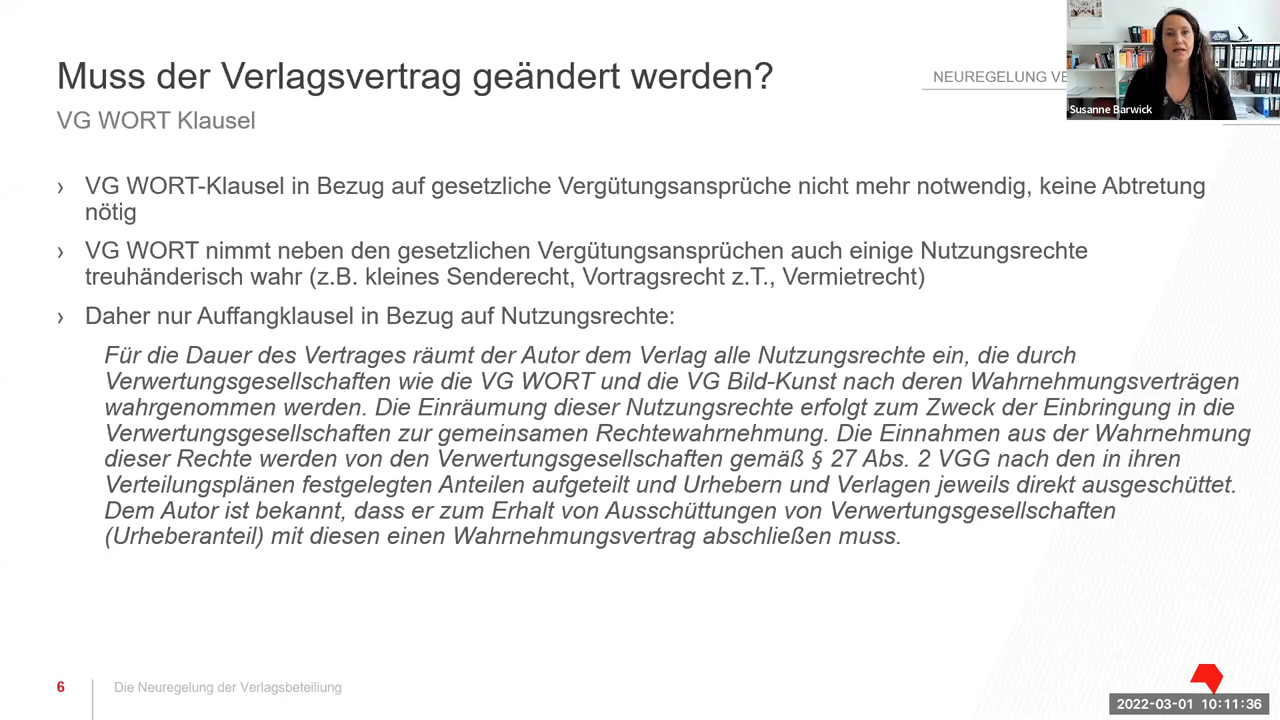 Muss der Verlagsvertrag geändert werden?
NEUREGELUNG VE
Susanne Barwick
VG WORT Klausel
› VG WORT-Klausel in Bezug auf gesetzliche Vergütungsansprüche nicht mehr notwendig, keine Abtretung
nötig
› VG WORT nimmt neben den gesetzlichen Vergütungsansprüchen auch einige Nutzungsrechte
treuhänderisch wahr (z.B. kleines Senderecht, Vortragsrecht z.T., Vermietrecht)
› Daher nur Auffangklausel in Bezug auf Nutzungsrechte:
Für die Dauer des Vertrages räumt der Autor dem Verlag alle Nutzungsrechte ein, die durch
Verwertungsgesellschaften wie die VG WORT und die VG Bild-Kunst nach deren Wahrnehmungsverträgen
wahrgenommen werden. Die Einräumung dieser Nutzungsrechte erfolgt zum Zweck der Einbringung in die
Verwertungsgesellschaften zur gemeinsamen Rechtewahrnehmung. Die Einnahmen aus der Wahrnehmung
dieser Rechte werden von den Verwertungsgesellschaften gemäß § 27 Abs. 2 VGG nach den in ihren
Verteilungsplänen festgelegten Anteilen aufgeteilt und Urhebern und Verlagen jeweils direkt ausgeschüttet.
Dem Autor ist bekannt, dass er zum Erhalt von Ausschüttungen von Verwertungsgesellschaften
(Urheberanteil) mit diesen einen Wahrnehmungsvertrag abschließen muss.
6
Die Neuregelung der Verlagsbeteiliung
2022-03-01 10:11:36